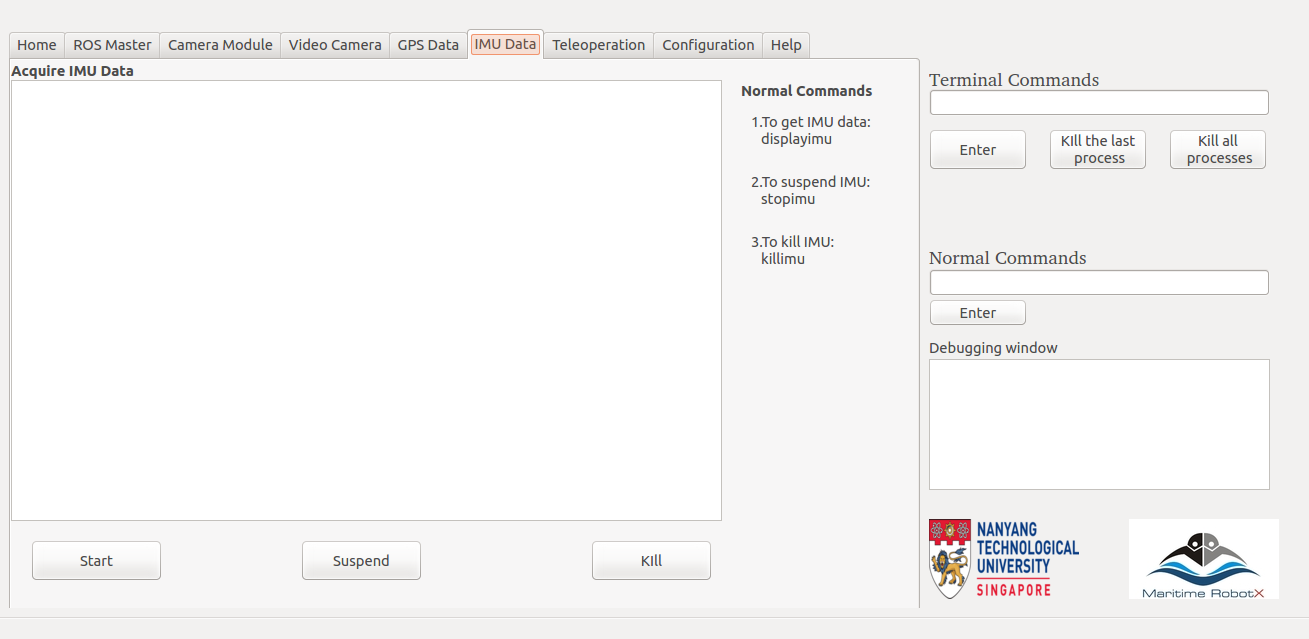 Home ROS Master Camera Module Video Camera GPS Data IMU Data Teleoperation Configuration Help
Acquire IMU Data
Normal Commands
1.To get IMU data:
displayimu
2.To suspend IMU:
stopimu
3.To kill IMU:
killimu
Start Suspend KIll
Terminal Commands
Enter
KIll the last
process
Kill all
processes
Normal Commands
Enter
Debugging window
NANYANG
TECHNOLOGICAL
UNIVERSITY
SINGAPORE
Maritime RobotX